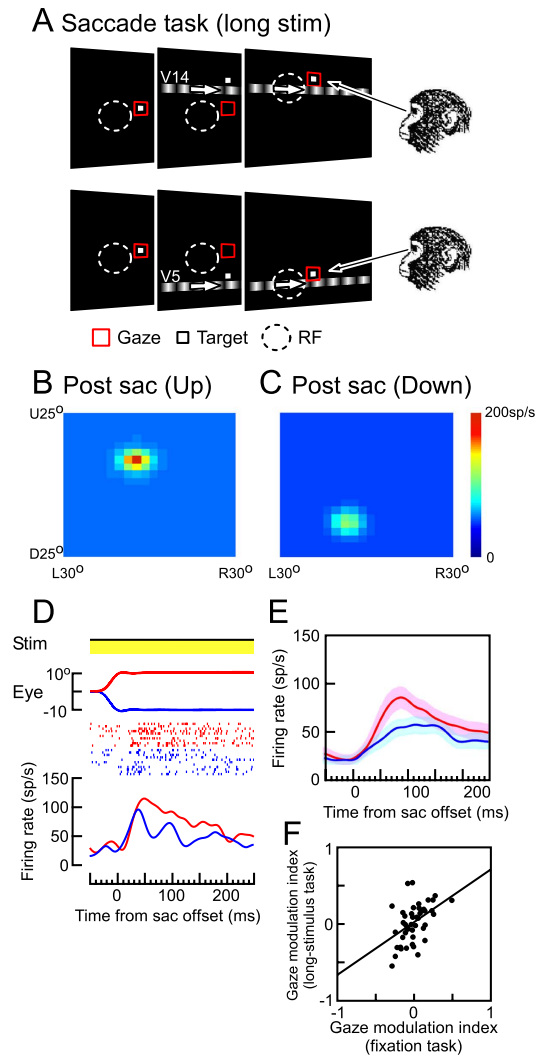 A Saccade task (long stim)
V14
V5
Gaze Target RF
B Post sac (Up)
C Post sac (Down)
U25°
D25°
L30° R30°
L30° R30°
200sp/s
0
D
Stim
Eye
10°
-10
Firing rate (sp/s)
150
100
50
0
0 100 200
Time from sac offset (ms)
E
Firing rate (sp/s)
150
100
50
0
0 100 200
Time from sac offset (ms)
F
Gaze modulation index
(long-stimulus task)
1
0
-1
-1 0 1
Gaze modulation index
(fixation task)